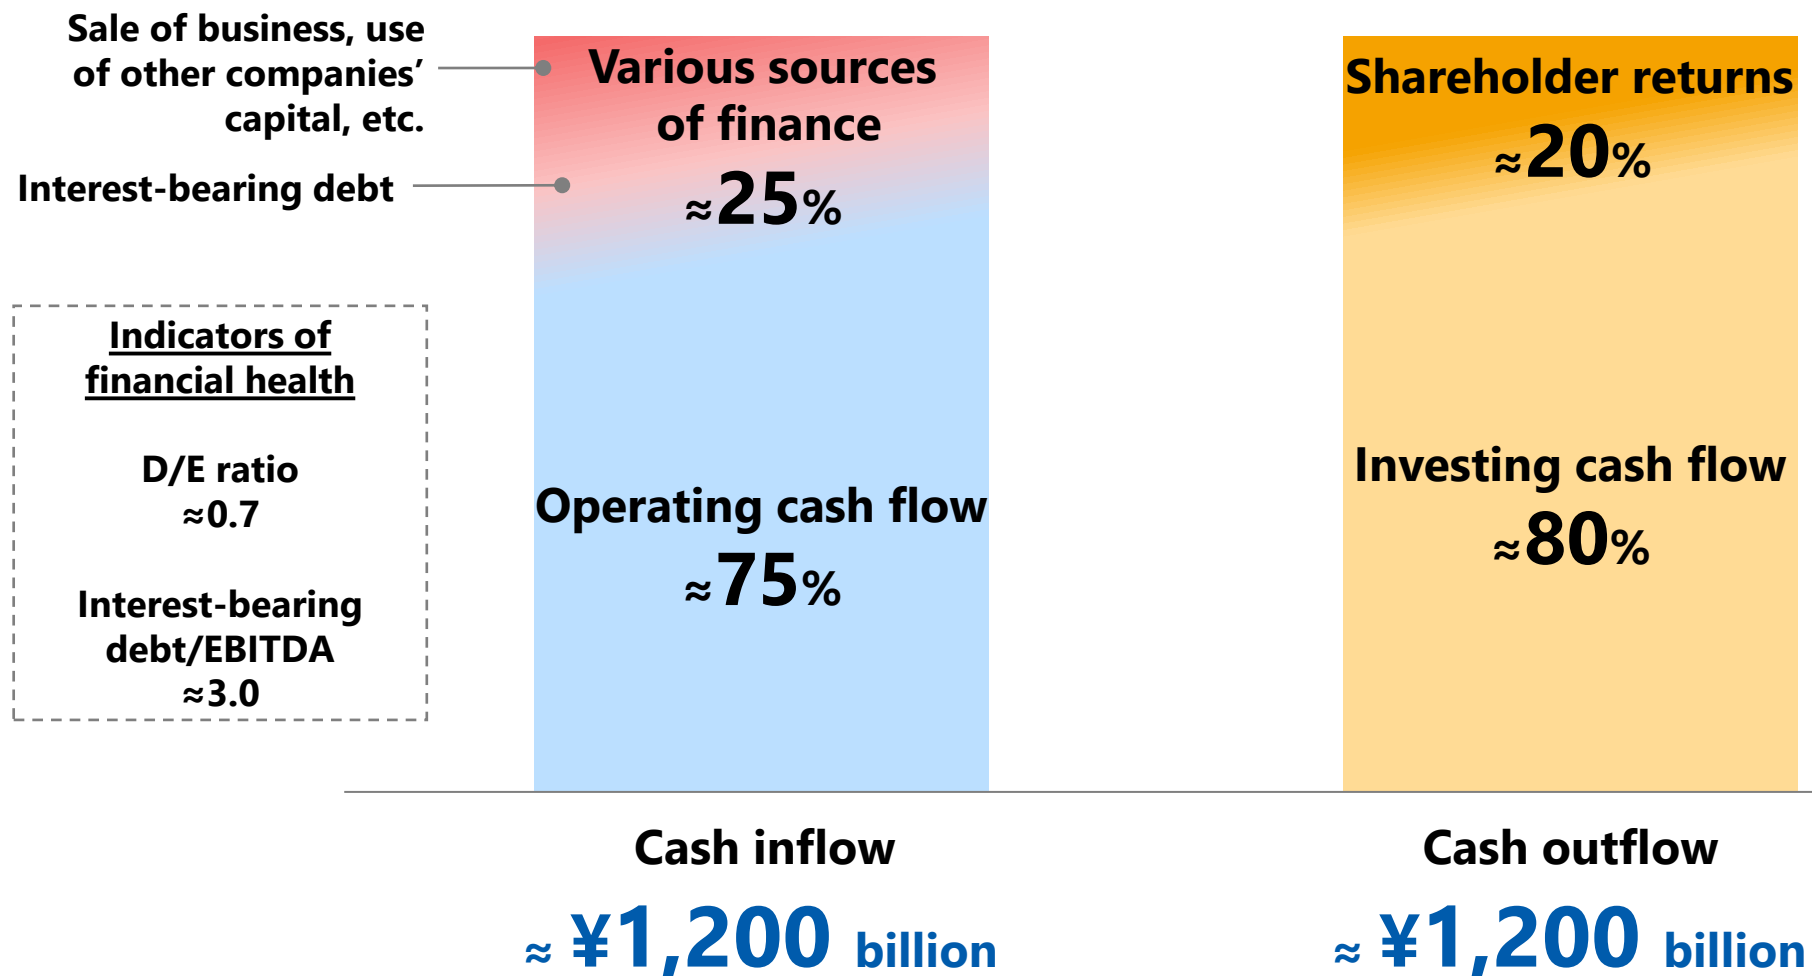 Sale of business, use
of other companies’
capital, etc.
Interest-bearing debt
Indicators of
financial health
D/E ratio
≈0.7
Interest-bearing
debt/EBITDA
≈3.0
Various sources
of finance
≈25%
Operating cash flow
≈75%
Cash inflow
≈ ¥1,200 billion
Shareholder returns
≈20%
Investing cash flow
≈80%
Cash outflow
≈ ¥1,200 billion